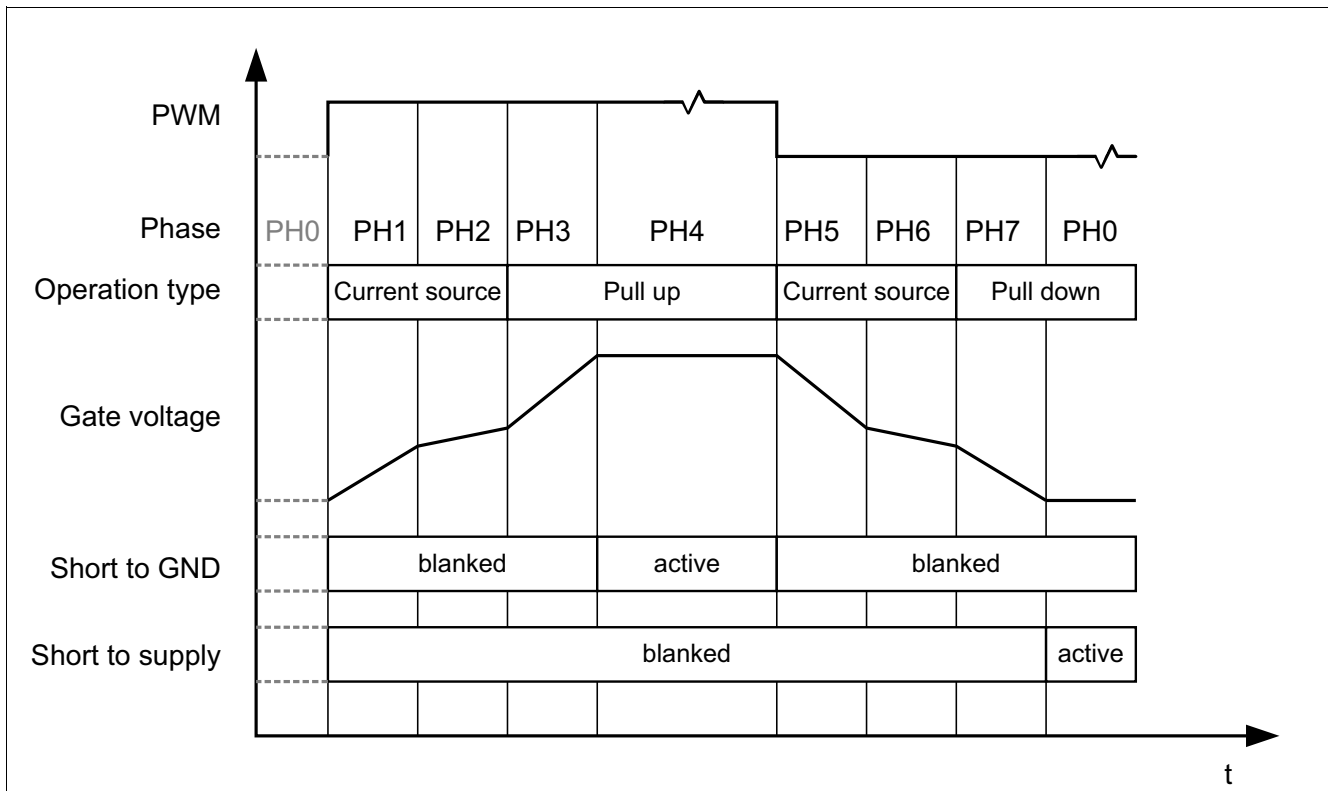 PWM
Phase PH0 PH1 PH2 PH3 PH4 PH5 PH6 PH7 PH0
Operation type Current source Pull up Current source Pull down
Gate voltage
Short to GND blanked active blanked
Short to supply blanked active
t